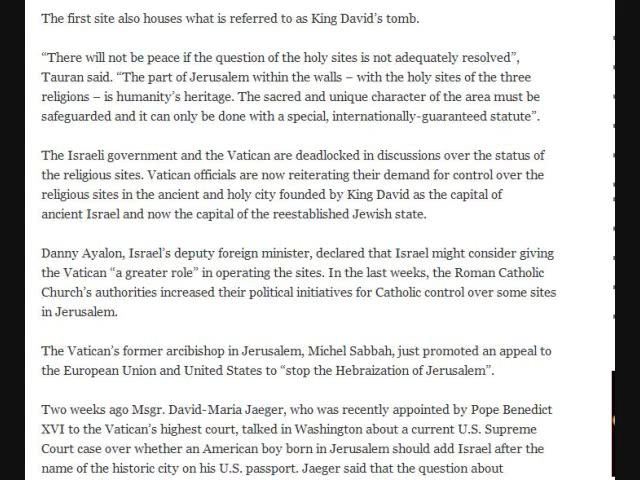 The first site also houses what is referred to as King David’s tomb.
“There will not be peace if the question of the holy sites is not adequately resolved”,
Tauran said. “The part of Jerusalem within the walls – with the holy sites of the three
religions – is humanity’s heritage. The sacred and unique character of the area must be
safeguarded and it can only be done with a special, internationally-guaranteed statute”.
The Israeli government and the Vatican are deadlocked in discussions over the status of
the religious sites. Vatican officials are now reiterating their demand for control over the
religious sites in the ancient and holy city founded by King David as the capital of
ancient Israel and now the capital of the reestablished Jewish state.
Danny Ayalon, Israel’s deputy foreign minister, declared that Israel might consider giving
the Vatican “a greater role” in operating the sites. In the last weeks, the Roman Catholic
Church’s authorities increased their political initiatives for Catholic control over some sites
in Jerusalem.
The Vatican’s former arcibishop in Jerusalem, Michel Sabbah, just promoted an appeal to
the European Union and United States to “stop the Hebraization of Jerusalem”.
Two weeks ago Msgr. David-Maria Jaeger, who was recently appointed by Pope Benedict
XVI to the Vatican’s highest court, talked in Washington about a current U.S. Supreme
Court case over whether an American boy born in Jerusalem should add Israel after the
name of the historic city on his U.S. passport. Jaeger said that the question about